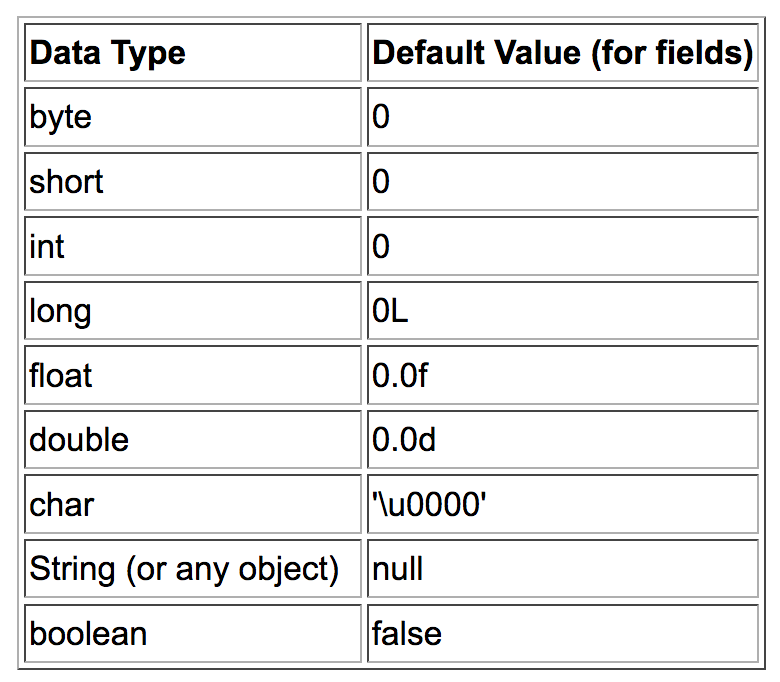 Data Type Default Value (for fields)
byte 0
short 0
int 0
long 0L
float 0.0f
double 0.0d
char '\u0000'
String (or any object) null
boolean false